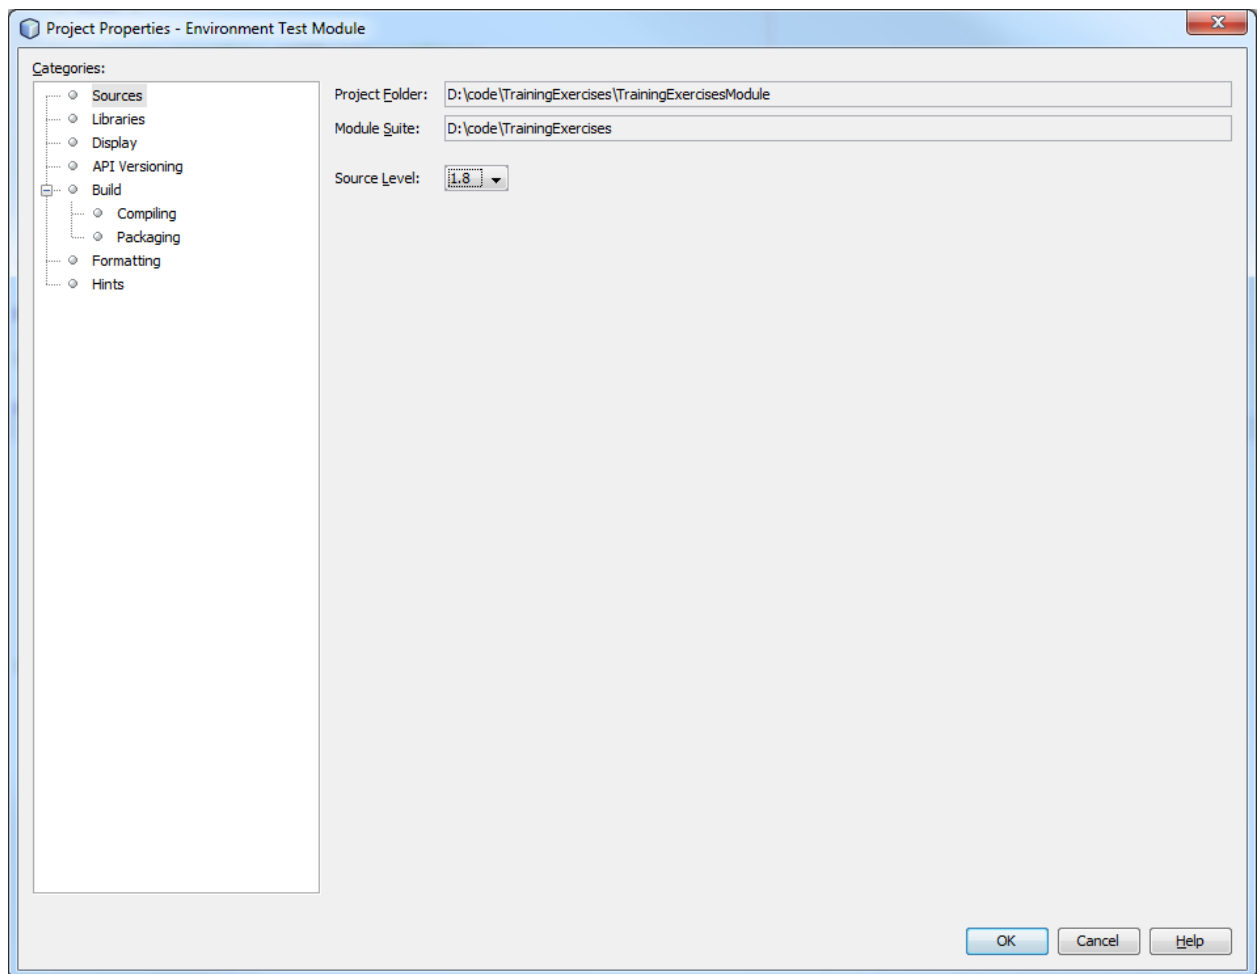 Project Properties - Environment Test Module
x
Categories:
Sources
Libraries
Display
API Versioning
Build
Compiling
Packaging
Formatting
Hints
Project Folder: D:\code\TrainingExercises\TrainingExercisesModule
Module Suite: D:\code\TrainingExercises
Source Level: 1.8
OK Cancel Help